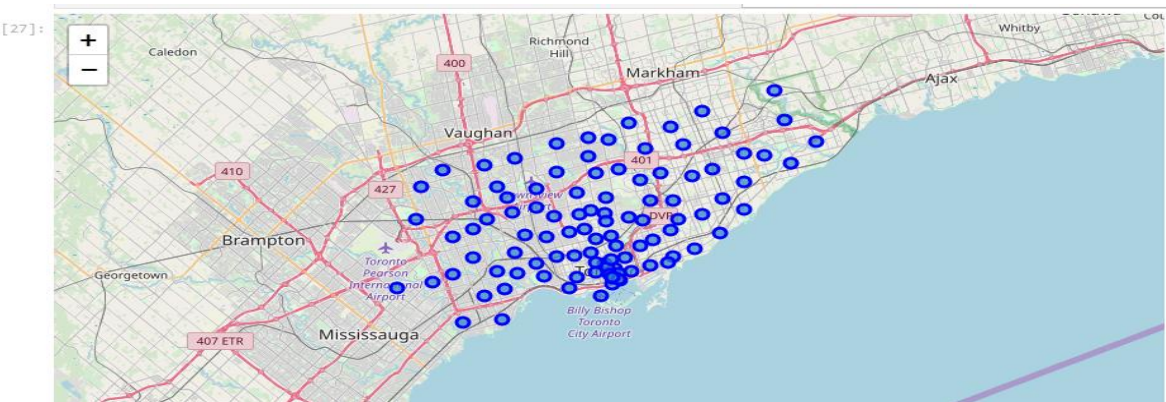 [27]:
+
−
Caledon
Richmond
Hill
Whitby
400
Markham
Ajax
Vaughan
401
410
427
DVP
Brampton
Toronto
Pearson
International
Airport
Georgetown
Billy Bishop
Toronto
City Airport
Mississauga
407 ETR